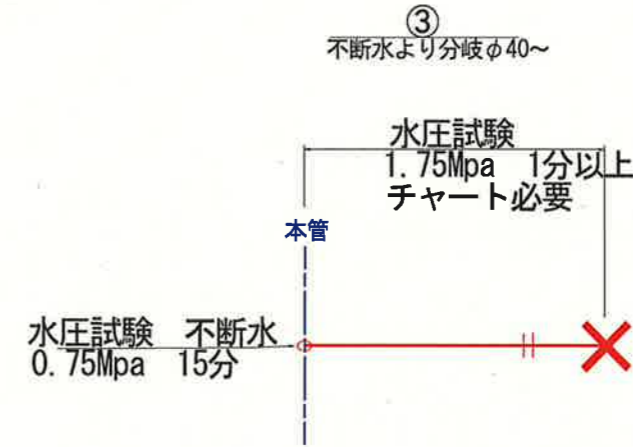 ③
不断水より分岐φ40～
水圧試験
1.75Mpa 1分以上
チャート必要
本管
水圧試験 不断水
0.75Mpa 15分